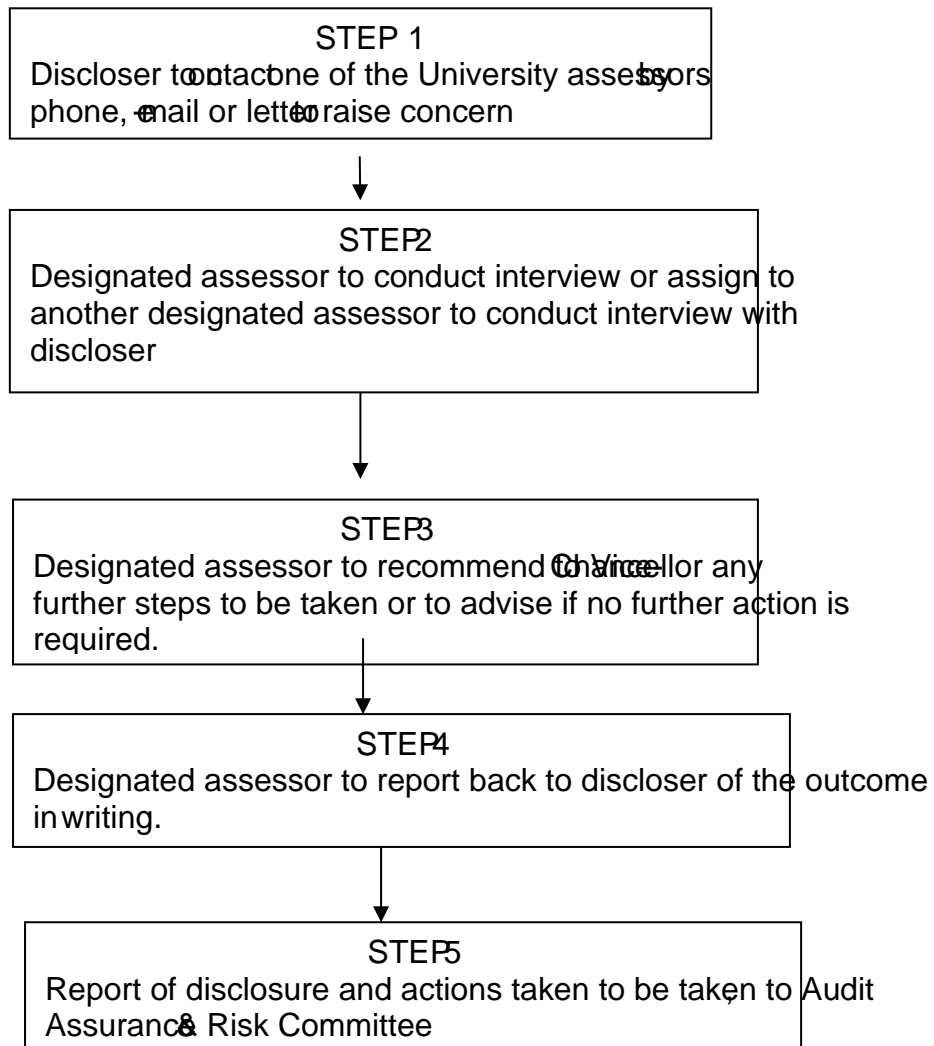 STEP 1
Discloser to contact one of the University assessors by
phone, e-mail or letter to raise concern
STEP 2
Designated assessor to conduct interview or assign to
another designated assessor to conduct interview with
discloser
STEP 3
Designated assessor to recommend to Vice-Chancellor any
further steps to be taken or to advise if no further action is
required.
STEP 4
Designated assessor to report back to discloser of the outcome
in writing.
STEP 5
Report of disclosure and actions taken to be taken to Audit,
Assurance & Risk Committee